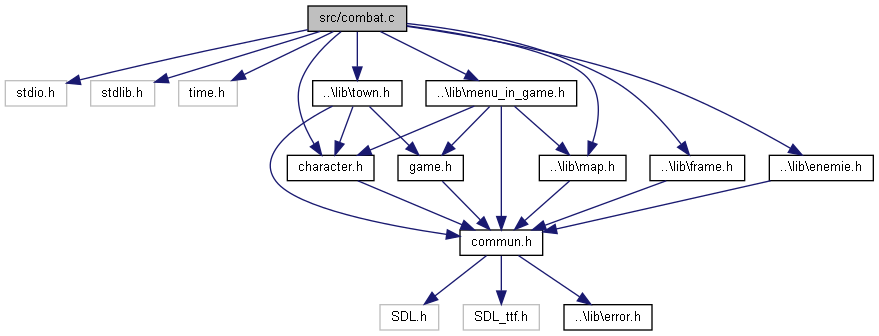 src/combat.c
stdio.h
stdlib.h
time.h
..\lib\town.h
..\lib\menu_in_game.h
character.h
game.h
..\lib\map.h
..\lib\frame.h
..\lib\enemie.h
commun.h
SDL.h
SDL_ttf.h
..\lib\error.h